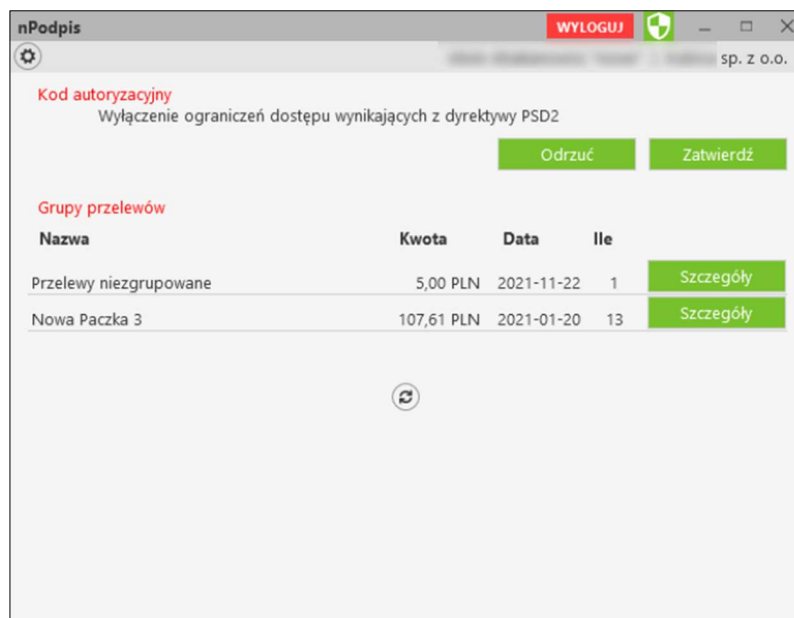 nPodpis WYLOGUJ
sp. z o.o.
Kod autoryzacyjny
Wyłączenie ograniczeń dostępu wynikających z dyrektywy PSD2
Odrzuć Zatwierdź
Grupy przelewów
Nazwa Kwota Data Ile
Przelewy niezgrupowane 5,00 PLN 2021-11-22 1 Szczegóły
Nowa Paczka 3 107,61 PLN 2021-01-20 13 Szczegóły